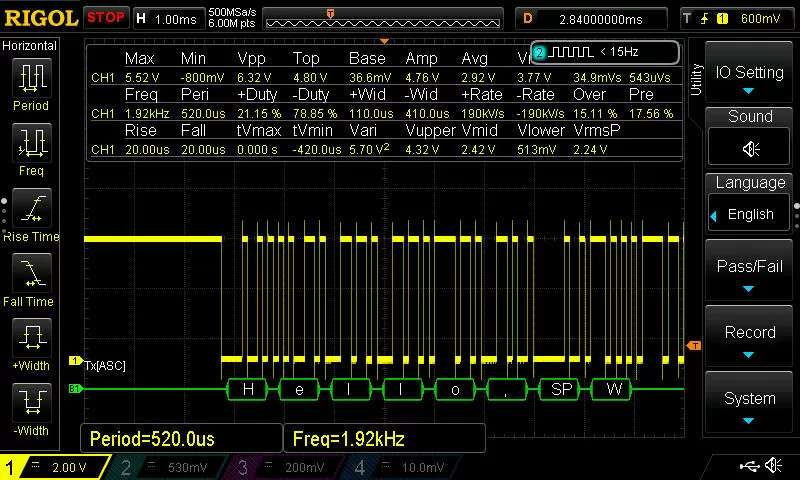 RIGOL STOP H 1.00ms 500MSa/s 6.00M pts T D 2.84000000ms T 1 600mV
Horizontal
Period
Freq
Rise Time
Fall Time
+Width
-Width
Max Min Vpp Top Base Amp Avg
CH1 5.52 V -800mV 6.32 V 4.80 V 36.6mV 4.76 V 2.92 V 3.77 V 34.9mVs 543uVs
2 < 15Hz
Freq Peri +Duty -Duty +Wid -Wid +Rate -Rate Over Pre
CH1 1.92kHz 520.0us 21.15 % 78.85 % 110.0us 410.0us 190kV/s -190kV/s 15.11 % 17.56 %
Rise Fall tVmax tVmin Vari Vupper Vmid Vlower VrmsP
CH1 20.00us 20.00us 0.000 s -420.0us 5.70 V² 4.32 V 2.42 V 513mV 2.24 V
Utility
IO Setting
Sound
Language
English
Pass/Fail
Record
System
T
1 Tx[ASC]
B1 H e l l o , SP W
Period=520.0us Freq=1.92kHz
1 2.00 V 2 530mV 3 200mV 4 10.0mV